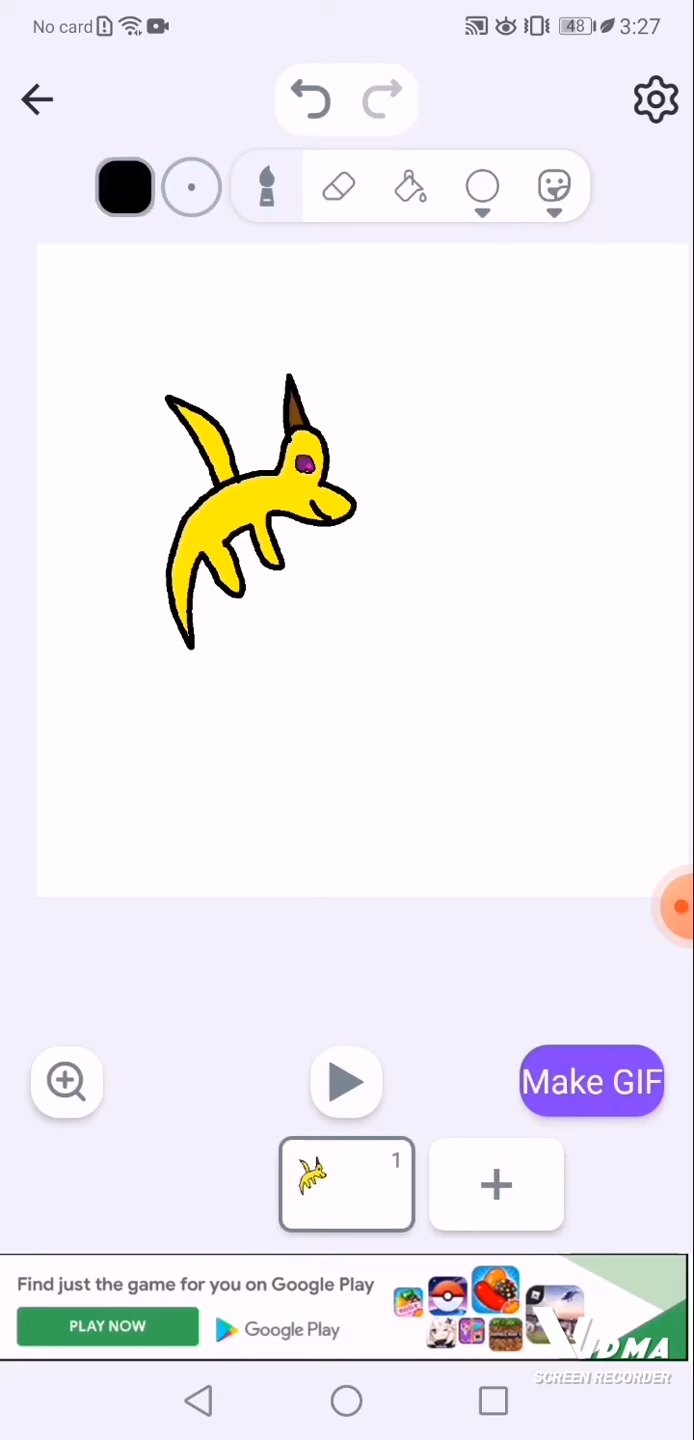 No card
48
3:27
Make GIF
1
Find just the game for you on Google Play
PLAY NOW
Google Play
VIDMA
SCREEN RECORDER